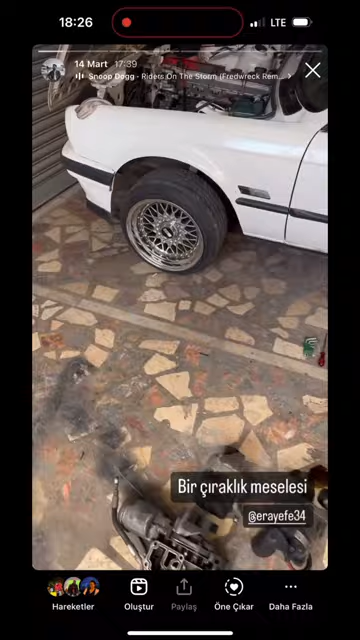 18:26
LTE
14 Mart 17:39
Snoop Dogg · Riders On The Storm (Fredwreck Rem...
Bir çıraklık meselesi
@erayefe34
Hareketler
Oluştur
Paylaş
Öne Çıkar
Daha Fazla